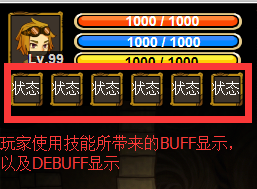 1000 / 1000
1000 / 1000
Lv.99
1000 / 1000
状态 状态 状态 状态 状态 状态
玩家使用技能所带来的BUFF显示，
以及DEBUFF显示